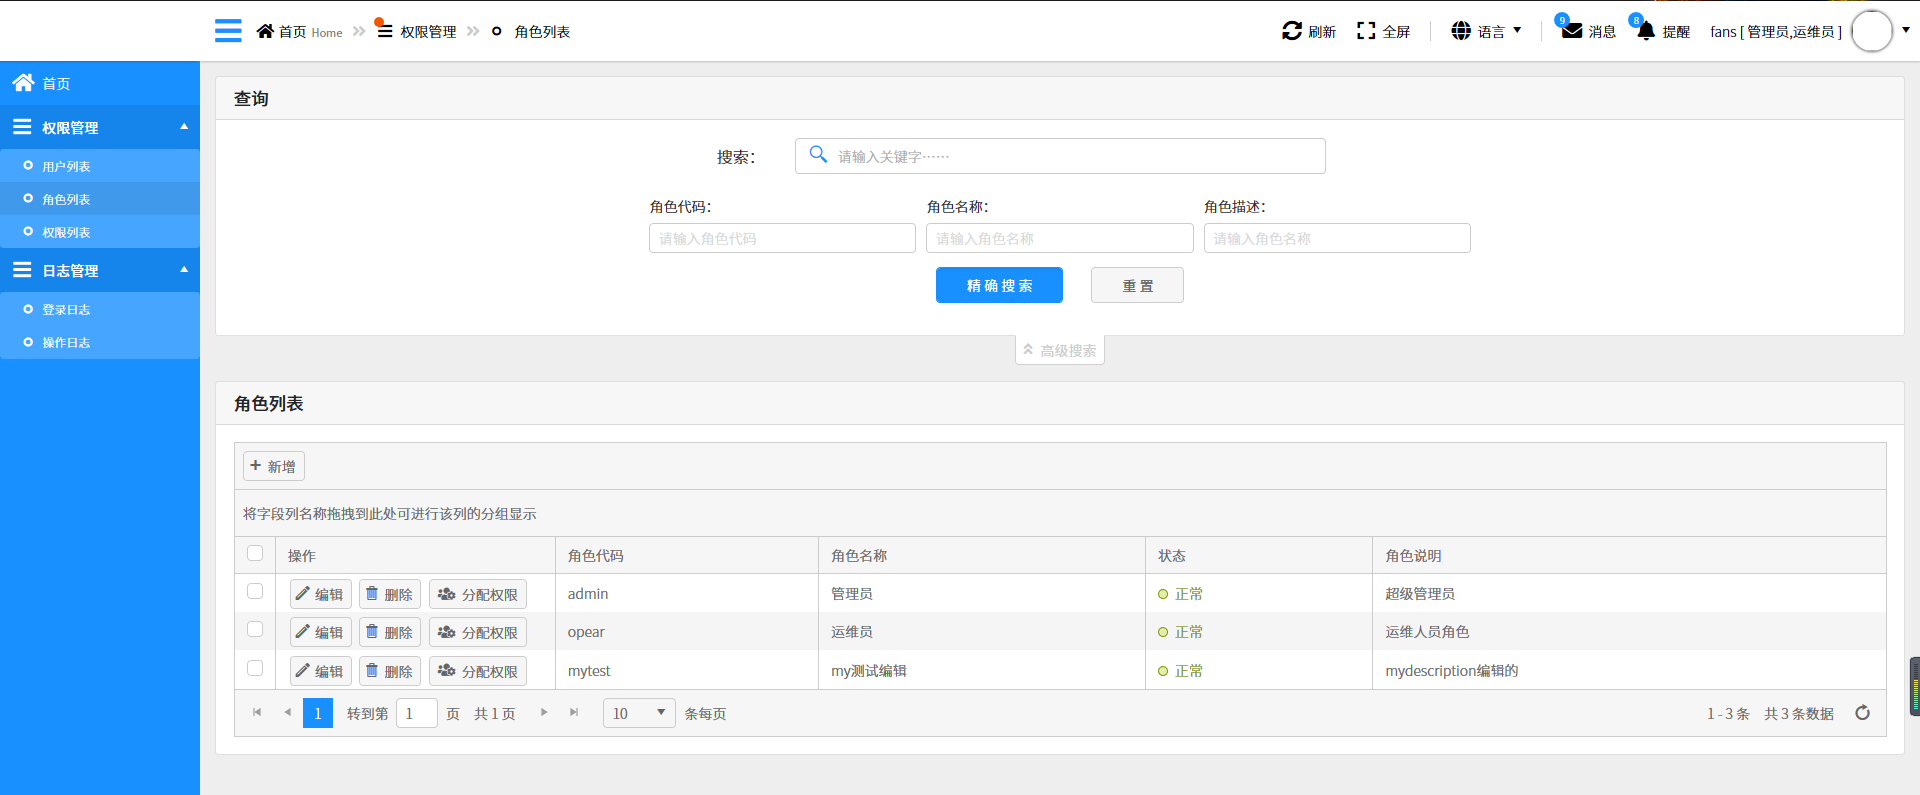 首页 Home 权限管理 角色列表 刷新 全屏 语言 9 消息 8 提醒 fans [ 管理员,运维员 ]
首页
权限管理
用户列表
角色列表
权限列表
日志管理
登录日志
操作日志
查询
搜索： 请输入关键字……
角色代码： 角色名称： 角色描述：
请输入角色代码 请输入角色名称 请输入角色名称
精 确 搜 索 重 置
高级搜索
角色列表
新增
将字段列名称拖拽到此处可进行该列的分组显示
操作 角色代码 角色名称 状态 角色说明
编辑 删除 分配权限 admin 管理员 正常 超级管理员
编辑 删除 分配权限 opear 运维员 正常 运维人员角色
编辑 删除 分配权限 mytest my测试编辑 正常 mydescription编辑的
1 转到第 1 页 共 1 页 10 条每页 1 - 3 条 共 3 条数据